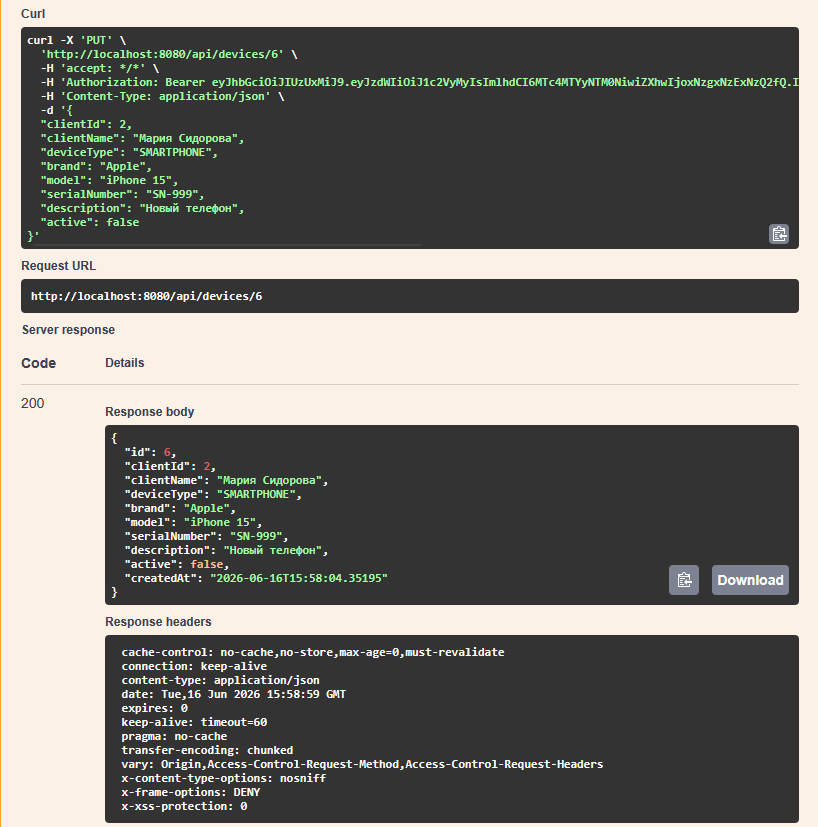 Curl
curl -X 'PUT' \
'http://localhost:8080/api/devices/6' \
-H 'accept: */*' \
-H 'Authorization: Bearer eyJhbGciOiJIUzUxMiJ9.eyJzdWIiOiJ1c2VyMyIsImlhdCI6MTc4MTYyNTM0NiwiZXhwIjoxNzgxNzExNzQ2fQ.I
-H 'Content-Type: application/json' \
-d '{
"clientId": 2,
"clientName": "Мария Сидорова",
"deviceType": "SMARTPHONE",
"brand": "Apple",
"model": "iPhone 15",
"serialNumber": "SN-999",
"description": "Новый телефон",
"active": false
}'
Request URL
http://localhost:8080/api/devices/6
Server response
Code Details
200
Response body
{
"id": 6,
"clientId": 2,
"clientName": "Мария Сидорова",
"deviceType": "SMARTPHONE",
"brand": "Apple",
"model": "iPhone 15",
"serialNumber": "SN-999",
"description": "Новый телефон",
"active": false,
"createdAt": "2026-06-16T15:58:04.35195"
}
Download
Response headers
cache-control: no-cache,no-store,max-age=0,must-revalidate
connection: keep-alive
content-type: application/json
date: Tue,16 Jun 2026 15:58:59 GMT
expires: 0
keep-alive: timeout=60
pragma: no-cache
transfer-encoding: chunked
vary: Origin,Access-Control-Request-Method,Access-Control-Request-Headers
x-content-type-options: nosniff
x-frame-options: DENY
x-xss-protection: 0